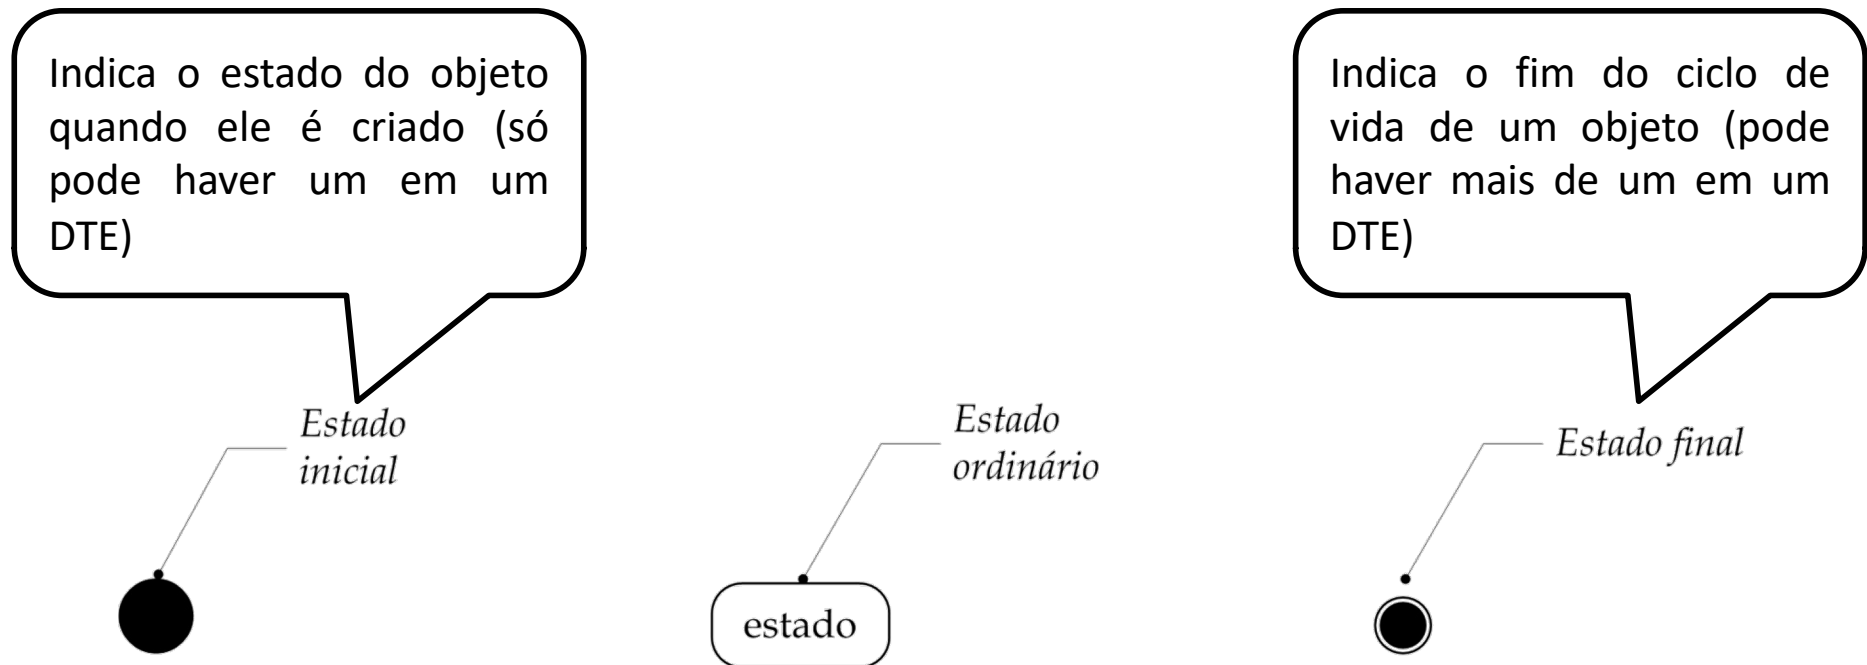 Indica o estado do objeto
quando ele é criado (só
pode haver um em um
DTE)
Indica o fim do ciclo de
vida de um objeto (pode
haver mais de um em um
DTE)
Estado
inicial
Estado
ordinário
Estado final
estado